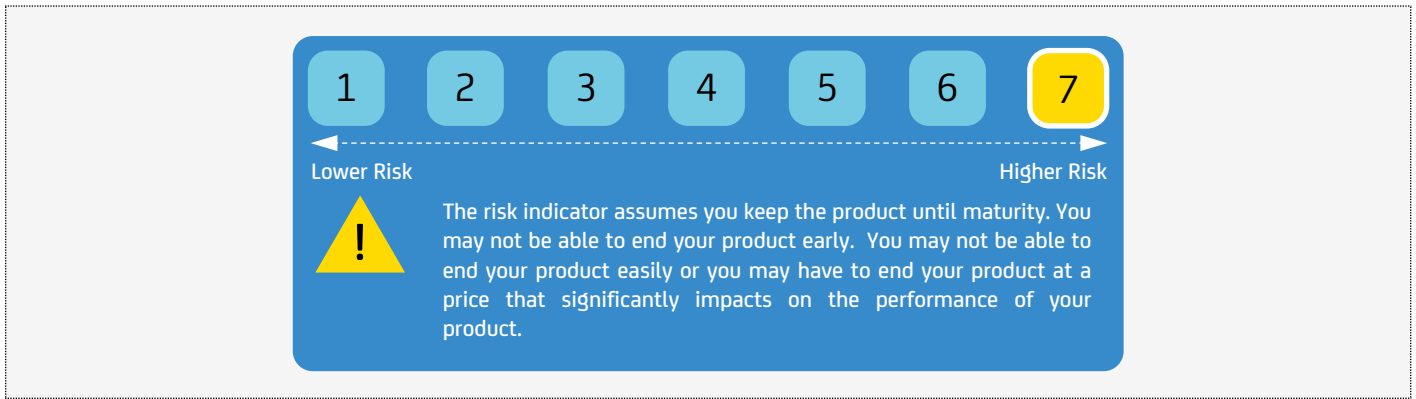 1 2 3 4 5 6 7
Lower Risk Higher Risk
!
The risk indicator assumes you keep the product until maturity. You
may not be able to end your product early. You may not be able to
end your product easily or you may have to end your product at a
price that significantly impacts on the performance of your
product.